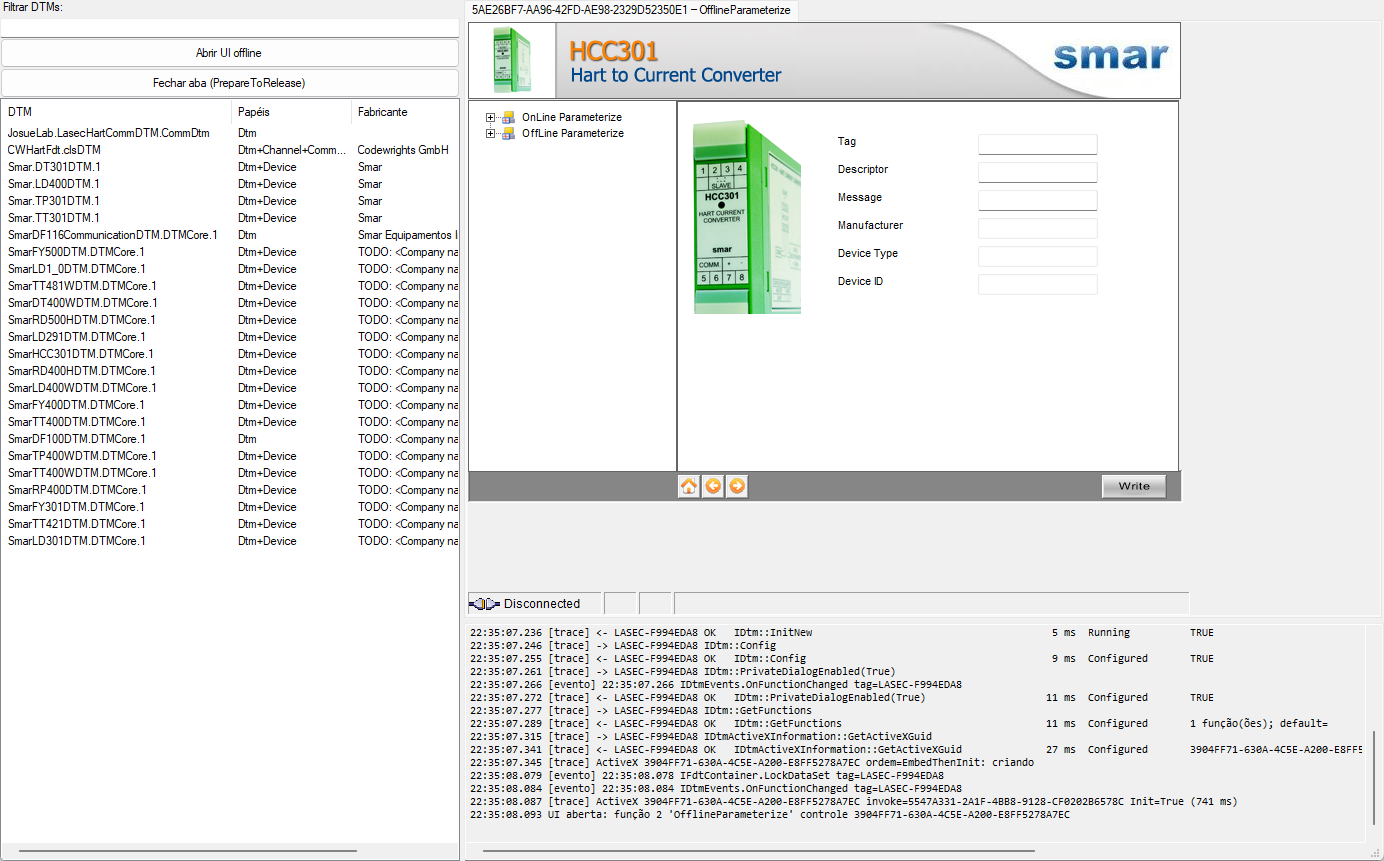 Filtrar DTMs:
Abrir UI offline
Fechar aba (PrepareToRelease)
DTM Papéis Fabricante
JosueLab.LasecHartCommDTM.CommDtm Dtm
CWHartFdt.clsDTM Dtm+Channel+Comm... Codewrights GmbH
Smar.DT301DTM.1 Dtm+Device Smar
Smar.LD400DTM.1 Dtm+Device Smar
Smar.TP301DTM.1 Dtm+Device Smar
Smar.TT301DTM.1 Dtm+Device Smar
SmarDF116CommunicationDTM.DTMCore.1 Dtm Smar Equipamentos I
SmarFY500DTM.DTMCore.1 Dtm+Device TODO: <Company na
SmarLD1_0DTM.DTMCore.1 Dtm+Device TODO: <Company na
SmarTT481WDTM.DTMCore.1 Dtm+Device TODO: <Company na
SmarDT400WDTM.DTMCore.1 Dtm+Device TODO: <Company na
SmarRD500HDTM.DTMCore.1 Dtm+Device TODO: <Company na
SmarLD291DTM.DTMCore.1 Dtm+Device TODO: <Company na
SmarHCC301DTM.DTMCore.1 Dtm+Device TODO: <Company na
SmarRD400HDTM.DTMCore.1 Dtm+Device TODO: <Company na
SmarLD400WDTM.DTMCore.1 Dtm+Device TODO: <Company na
SmarFY400DTM.DTMCore.1 Dtm+Device TODO: <Company na
SmarTT400DTM.DTMCore.1 Dtm+Device TODO: <Company na
SmarDF100DTM.DTMCore.1 Dtm TODO: <Company na
SmarTP400WDTM.DTMCore.1 Dtm+Device TODO: <Company na
SmarTT400WDTM.DTMCore.1 Dtm+Device TODO: <Company na
SmarRP400DTM.DTMCore.1 Dtm+Device TODO: <Company na
SmarFY301DTM.DTMCore.1 Dtm+Device TODO: <Company na
SmarTT421DTM.DTMCore.1 Dtm+Device TODO: <Company na
SmarLD301DTM.DTMCore.1 Dtm+Device TODO: <Company na
5AE26BF7-AA96-42FD-AE98-2329D52350E1 – OfflineParameterize
HCC301
Hart to Current Converter
smar
OnLine Parameterize
OffLine Parameterize
1 2 3 4
SLAVE
HCC301
HART CURRENT
CONVERTER
smar
COMM + -
5 6 7 8
Tag
Descriptor
Message
Manufacturer
Device Type
Device ID
Write
Disconnected
22:35:07.236 [trace] <- LASEC-F994EDA8 OK IDtm::InitNew 5 ms Running TRUE
22:35:07.246 [trace] -> LASEC-F994EDA8 IDtm::Config
22:35:07.255 [trace] <- LASEC-F994EDA8 OK IDtm::Config 9 ms Configured TRUE
22:35:07.261 [trace] -> LASEC-F994EDA8 IDtm::PrivateDialogEnabled(True)
22:35:07.266 [evento] 22:35:07.266 IDtmEvents.OnFunctionChanged tag=LASEC-F994EDA8
22:35:07.272 [trace] <- LASEC-F994EDA8 OK IDtm::PrivateDialogEnabled(True) 11 ms Configured TRUE
22:35:07.277 [trace] -> LASEC-F994EDA8 IDtm::GetFunctions
22:35:07.289 [trace] <- LASEC-F994EDA8 OK IDtm::GetFunctions 11 ms Configured 1 função(ões); default=
22:35:07.315 [trace] -> LASEC-F994EDA8 IDtmActiveXInformation::GetActiveXGuid
22:35:07.341 [trace] <- LASEC-F994EDA8 OK IDtmActiveXInformation::GetActiveXGuid 27 ms Configured 3904FF71-630A-4C5E-A200-E8FF5
22:35:07.345 [trace] ActiveX 3904FF71-630A-4C5E-A200-E8FF5278A7EC ordem=EmbedThenInit: criando
22:35:08.079 [evento] 22:35:08.078 IFdtContainer.LockDataSet tag=LASEC-F994EDA8
22:35:08.084 [evento] 22:35:08.084 IDtmEvents.OnFunctionChanged tag=LASEC-F994EDA8
22:35:08.087 [trace] ActiveX 3904FF71-630A-4C5E-A200-E8FF5278A7EC invoke=5547A331-2A1F-4BB8-9128-CF0202B6578C Init=True (741 ms)
22:35:08.093 UI aberta: função 2 'OfflineParameterize' controle 3904FF71-630A-4C5E-A200-E8FF5278A7EC